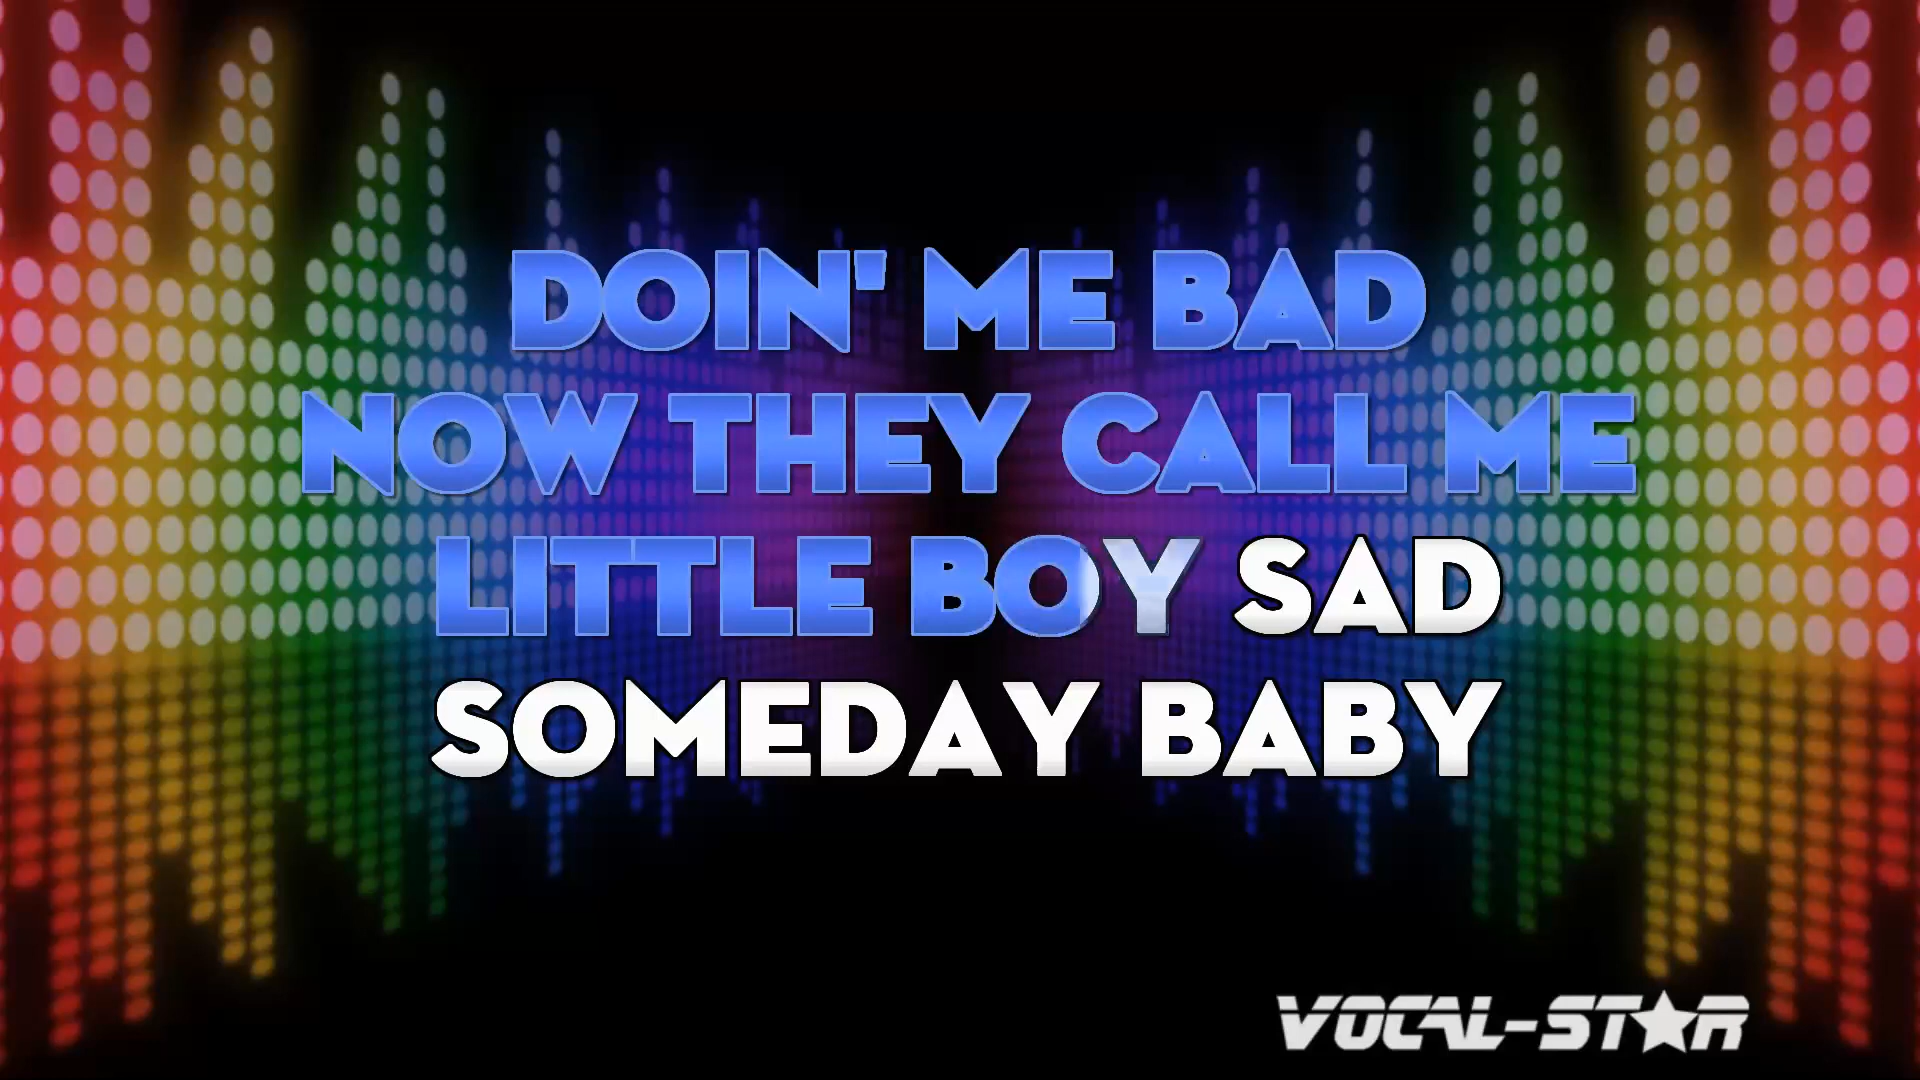 DOIN' ME BAD
NOW THEY CALL ME
LITTLE BOY SAD
SOMEDAY BABY
VOCAL-STAR